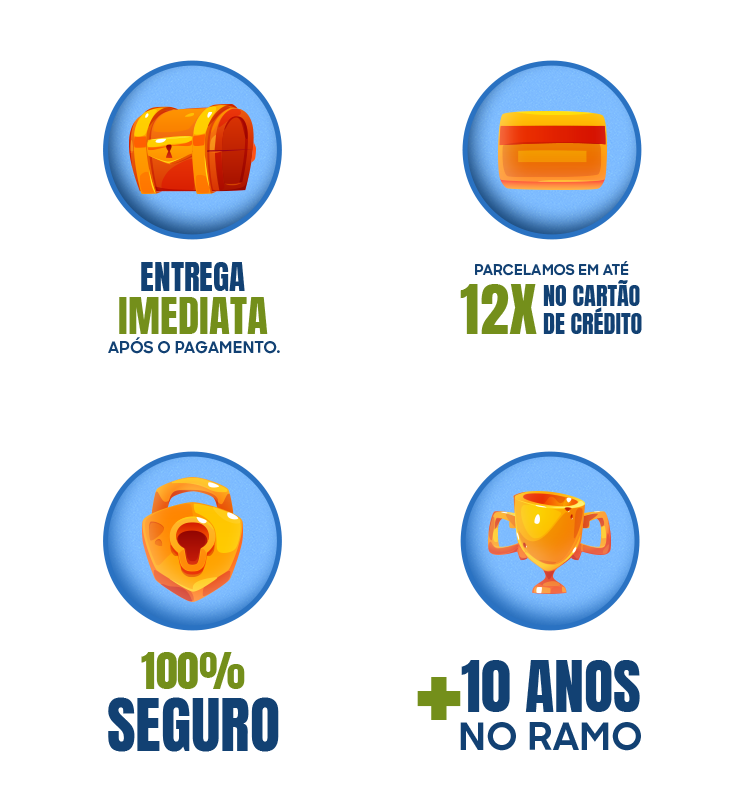 ENTREGA
IMEDIATA
APÓS O PAGAMENTO.
PARCELAMOS EM ATÉ
12X NO CARTÃO
DE CRÉDITO
100%
SEGURO
+10 ANOS
NO RAMO